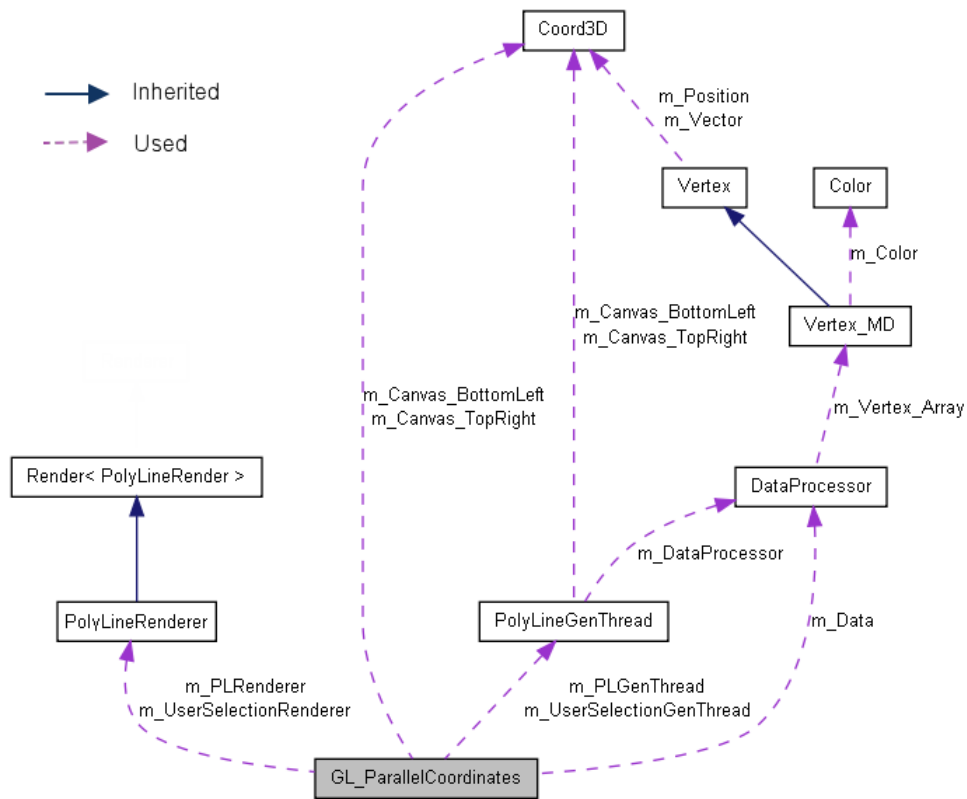 Coord3D
Inherited
Used
m_Position
m_Vector
Vertex
Color
m_Color
m_Canvas_BottomLeft
m_Canvas_TopRight
Vertex_MD
m_Canvas_BottomLeft
m_Canvas_TopRight
m_Vertex_Array
Render< PolyLineRender >
DataProcessor
m_DataProcessor
PolyLineRenderer
PolyLineGenThread
m_Data
m_PLRenderer
m_UserSelectionRenderer
m_PLGenThread
m_UserSelectionGenThread
GL_ParallelCoordinates